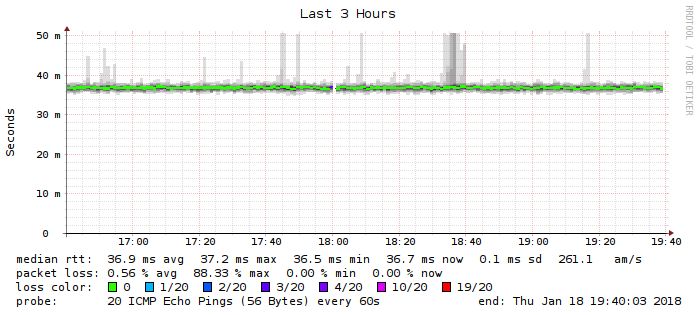 Last 3 Hours
RRDTOOL / TOBI OETIKER
Seconds
50 m
40 m
30 m
20 m
10 m
0
17:00 17:20 17:40 18:00 18:20 18:40 19:00 19:20 19:40
median rtt: 36.9 ms avg 37.2 ms max 36.5 ms min 36.7 ms now 0.1 ms sd 261.1 am/s
packet loss: 0.56 % avg 88.33 % max 0.00 % min 0.00 % now
loss color: 0 1/20 2/20 3/20 4/20 10/20 19/20
probe: 20 ICMP Echo Pings (56 Bytes) every 60s end: Thu Jan 18 19:40:03 2018